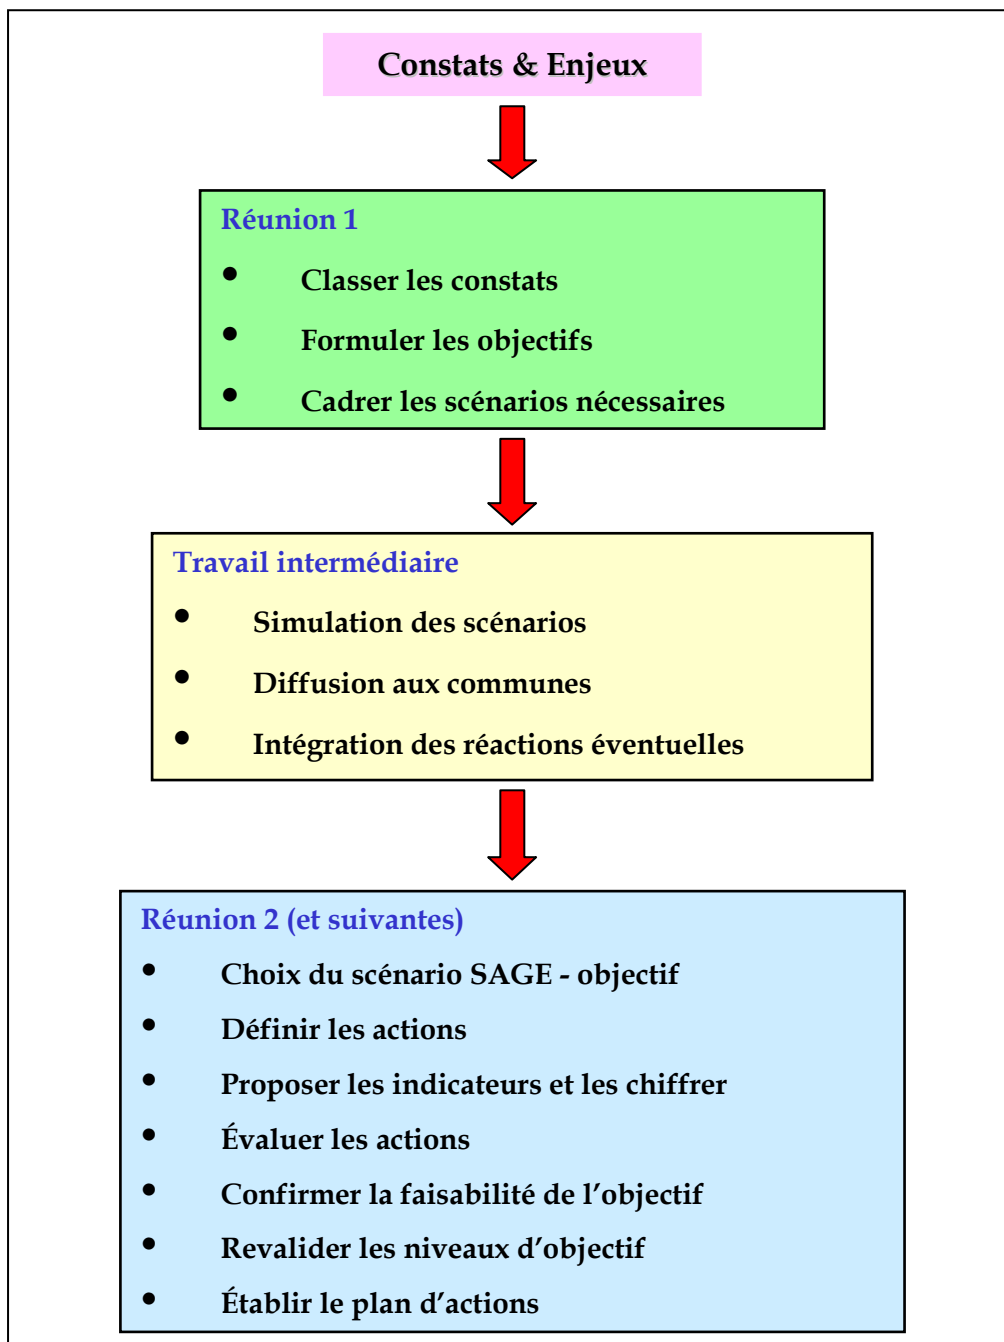 Constats & Enjeux
Réunion 1
• Classer les constats
• Formuler les objectifs
• Cadrer les scénarios nécessaires
Travail intermédiaire
• Simulation des scénarios
• Diffusion aux communes
• Intégration des réactions éventuelles
Réunion 2 (et suivantes)
• Choix du scénario SAGE - objectif
• Définir les actions
• Proposer les indicateurs et les chiffrer
• Évaluer les actions
• Confirmer la faisabilité de l’objectif
• Revalider les niveaux d’objectif
• Établir le plan d’actions